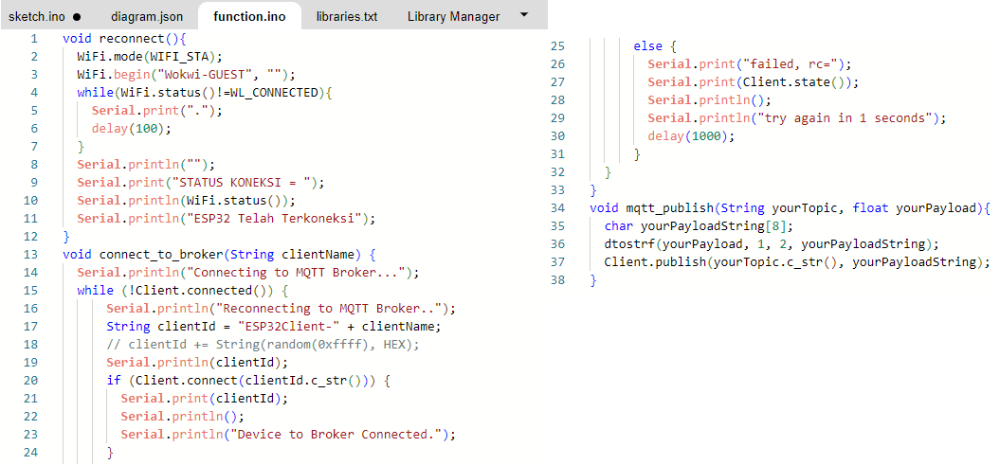 sketch.ino ● diagram.json function.ino libraries.txt Library Manager
1 void reconnect(){
2 WiFi.mode(WIFI_STA);
3 WiFi.begin("Wokwi-GUEST", "");
4 while(WiFi.status()!=WL_CONNECTED){
5 Serial.print(".");
6 delay(100);
7 }
8 Serial.println("");
9 Serial.print("STATUS KONEKSI = ");
10 Serial.println(WiFi.status());
11 Serial.println("ESP32 Telah Terkoneksi");
12 }
13 void connect_to_broker(String clientName) {
14 Serial.println("Connecting to MQTT Broker...");
15 while (!Client.connected()) {
16 Serial.println("Reconnecting to MQTT Broker..");
17 String clientId = "ESP32Client-" + clientName;
18 // clientId += String(random(0xffff), HEX);
19 Serial.println(clientId);
20 if (Client.connect(clientId.c_str())) {
21 Serial.print(clientId);
22 Serial.println();
23 Serial.println("Device to Broker Connected.");
24 }
25 else {
26 Serial.print("failed, rc=");
27 Serial.print(Client.state());
28 Serial.println();
29 Serial.println("try again in 1 seconds");
30 delay(1000);
31 }
32 }
33 }
34 void mqtt_publish(String yourTopic, float yourPayload){
35 char yourPayloadString[8];
36 dtostrf(yourPayload, 1, 2, yourPayloadString);
37 Client.publish(yourTopic.c_str(), yourPayloadString);
38 }